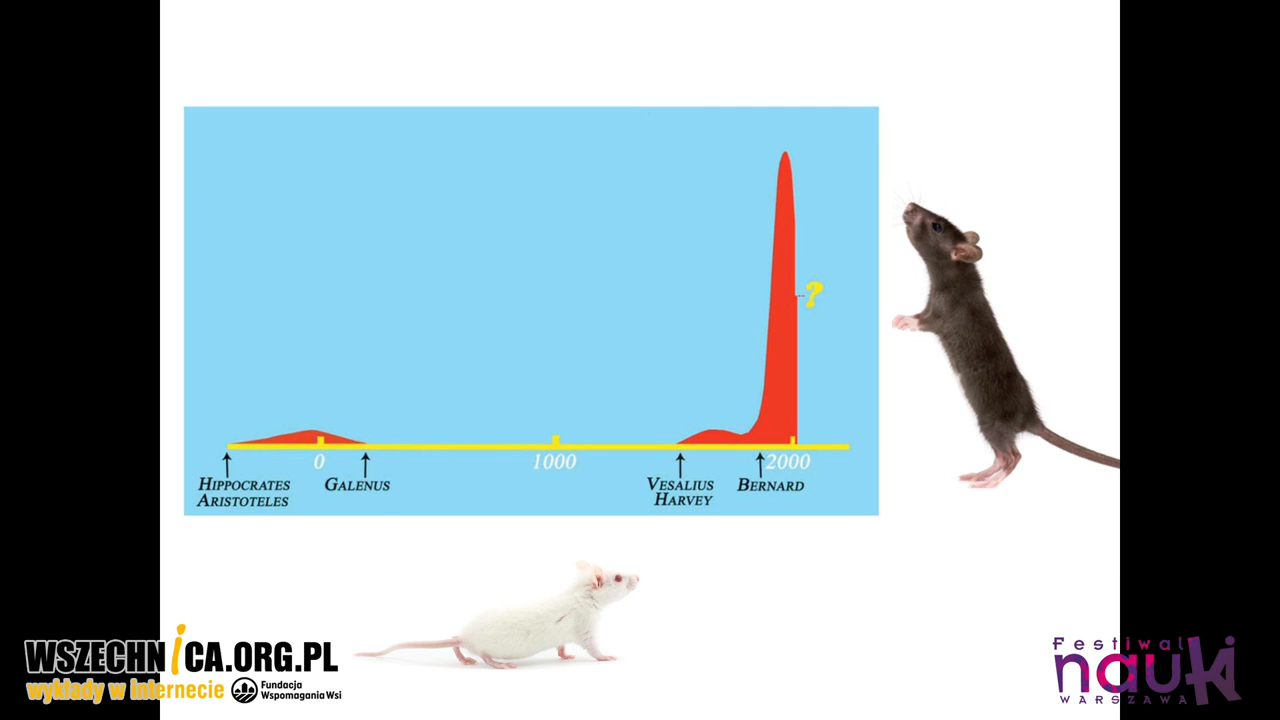 ?
0 1000 2000
HIPPOCRATES GALENUS VESALIUS BERNARD
ARISTOTELES HARVEY
WSZECHNiCA.ORG.PL
wykłady w Internecie
Fundacja
Wspomagania Wsi
Festiwal
nauki
WARSZAWA